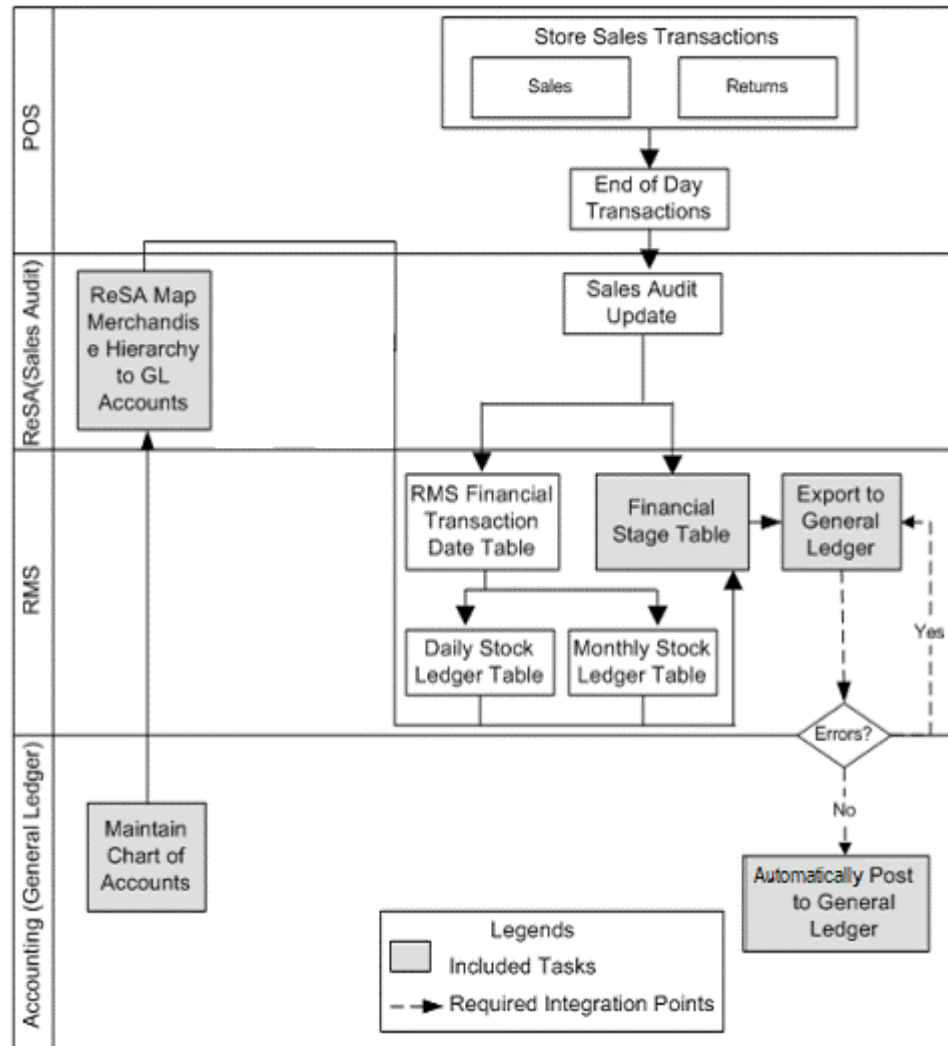 POS
Store Sales Transactions
Sales
Returns
End of Day
Transactions
ReSA(Sales Audit)
ReSA Map
Merchandis
e Hierarchy
to GL
Accounts
Sales Audit
Update
RMS
RMS Financial
Transaction
Date Table
Financial
Stage Table
Export to
General
Ledger
Daily Stock
Ledger Table
Monthly Stock
Ledger Table
Yes
Errors?
Accounting (General Ledger)
Maintain
Chart of
Accounts
No
Automatically Post
to General
Ledger
Legends
Included Tasks
Required Integration Points